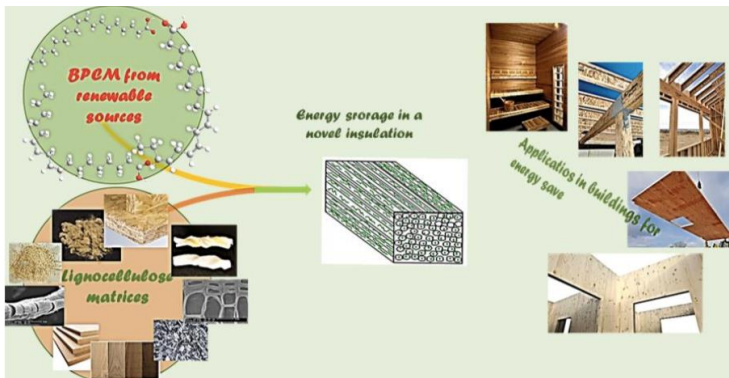 BPCM from
renewable
sources
Energy srorage in a
novel insulation
Applicatios in buildings for
energy save
Lignocellulose
matrices